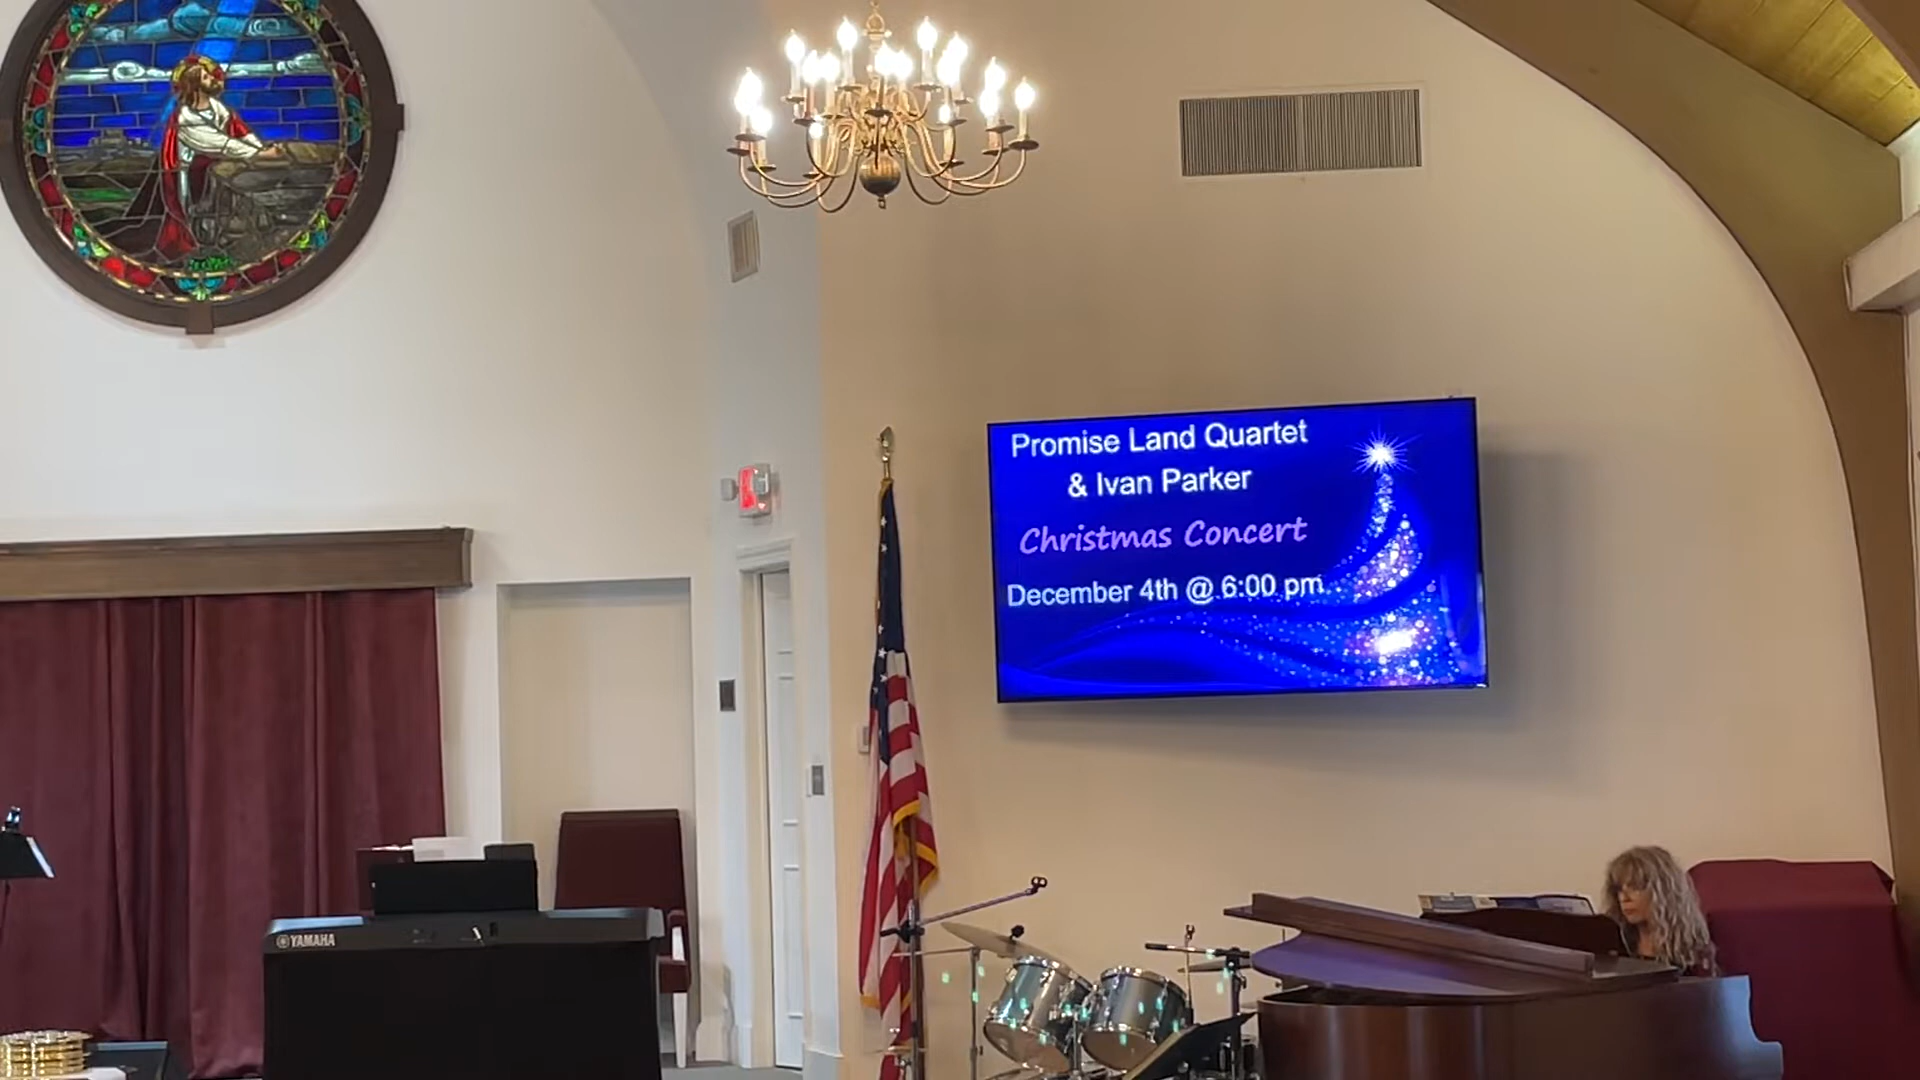 Promise Land Quartet
& Ivan Parker
Christmas Concert
December 4th @ 6:00 pm
YAMAHA